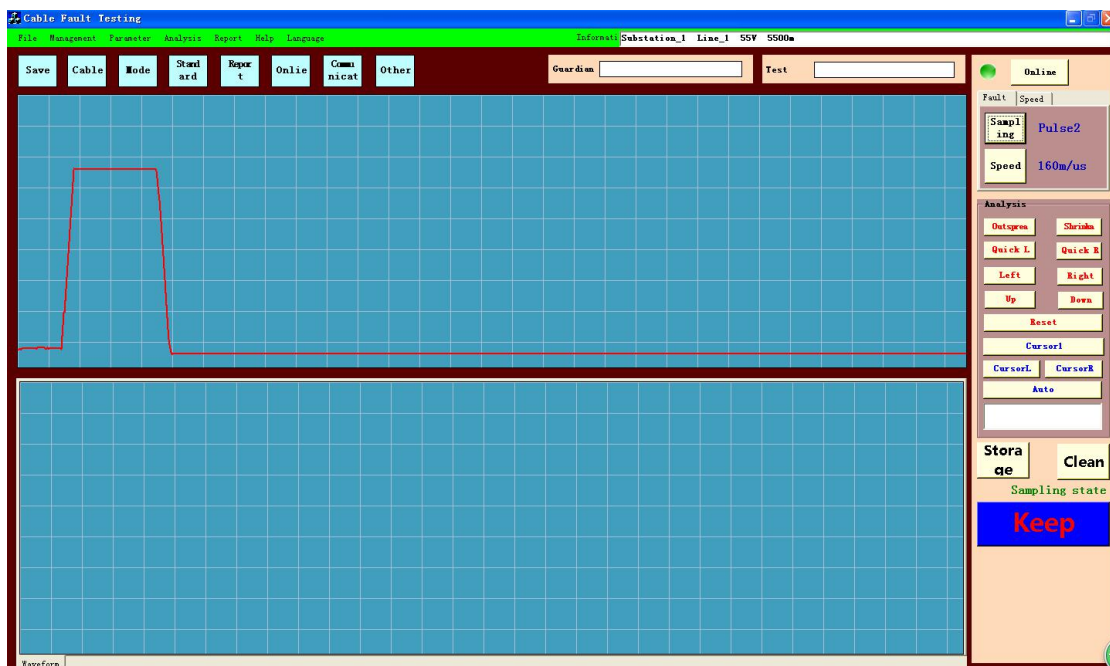 Cable Fault Testing
File Management Parameter Analysis Report Help Language Informati Substation_1 Line_1 55V 5500m
Save Cable Mode Stand
ard Repor
t Onlie Commu
nicat Other Guardian Test Online
Fault Speed
Sampl
ing Pulse2
Speed 160m/us
Analysis
Outsprea Shrinka
Quick L Quick R
Left Right
Up Down
Reset
Cursor1
CursorL CursorR
Auto
Stora
ge Clean
Sampling state
Keep
Waveform